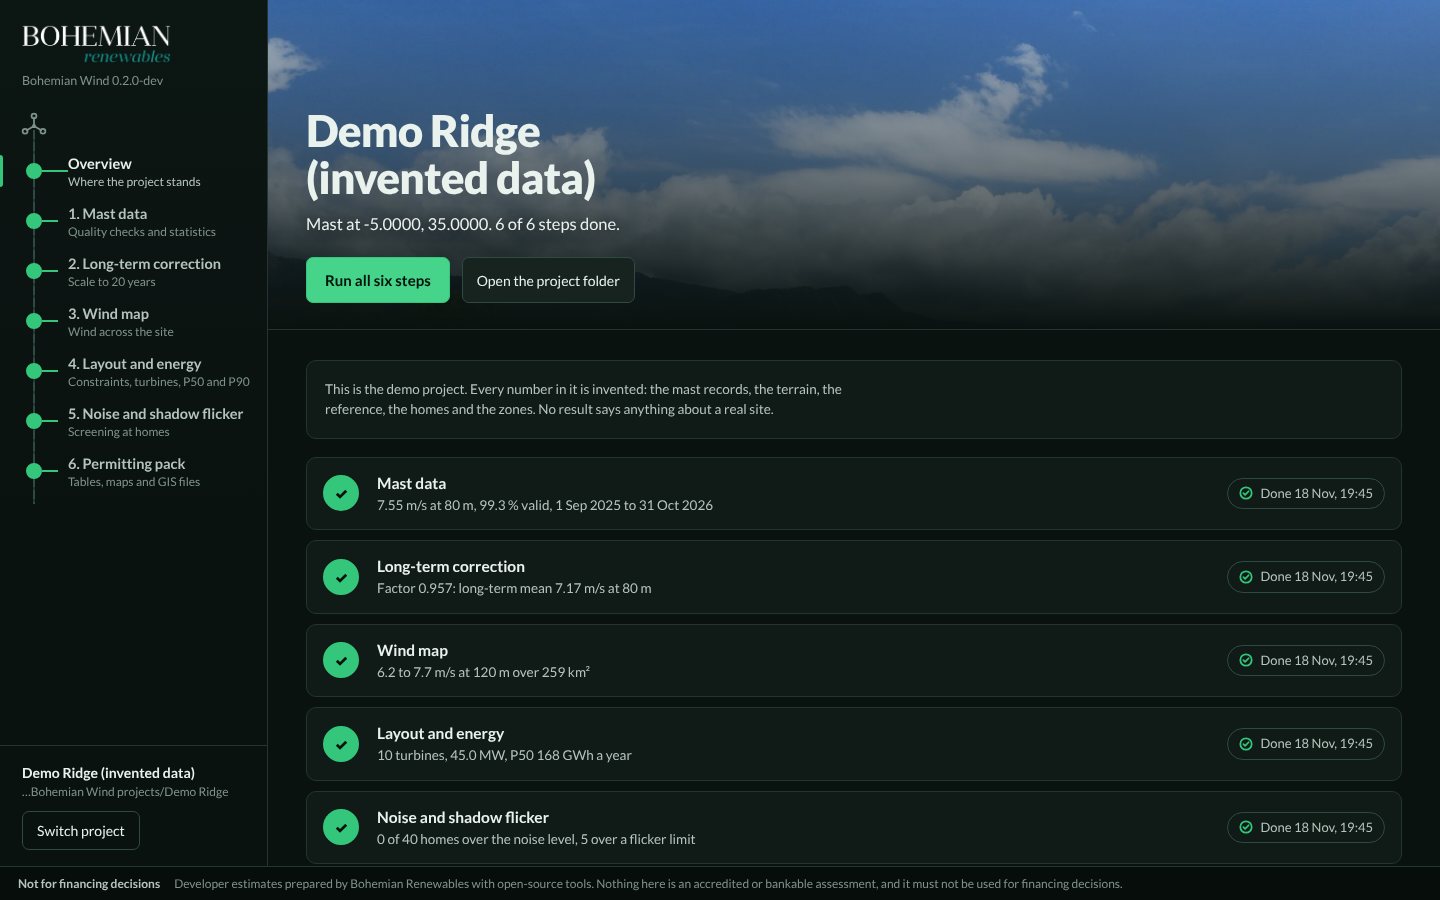 BOHEMIAN
renewables
Bohemian Wind 0.2.0-dev
Overview
Where the project stands
1. Mast data
Quality checks and statistics
2. Long-term correction
Scale to 20 years
3. Wind map
Wind across the site
4. Layout and energy
Constraints, turbines, P50 and P90
5. Noise and shadow flicker
Screening at homes
6. Permitting pack
Tables, maps and GIS files
Demo Ridge (invented data)
...Bohemian Wind projects/Demo Ridge
Switch project
Demo Ridge
(invented data)
Mast at -5.0000, 35.0000. 6 of 6 steps done.
Run all six steps
Open the project folder
This is the demo project. Every number in it is invented: the mast records, the terrain, the
reference, the homes and the zones. No result says anything about a real site.
Mast data
7.55 m/s at 80 m, 99.3 % valid, 1 Sep 2025 to 31 Oct 2026
Done 18 Nov, 19:45
Long-term correction
Factor 0.957: long-term mean 7.17 m/s at 80 m
Done 18 Nov, 19:45
Wind map
6.2 to 7.7 m/s at 120 m over 259 km²
Done 18 Nov, 19:45
Layout and energy
10 turbines, 45.0 MW, P50 168 GWh a year
Done 18 Nov, 19:45
Noise and shadow flicker
0 of 40 homes over the noise level, 5 over a flicker limit
Done 18 Nov, 19:45
Not for financing decisions
Developer estimates prepared by Bohemian Renewables with open-source tools. Nothing here is an accredited or bankable assessment, and it must not be used for financing decisions.